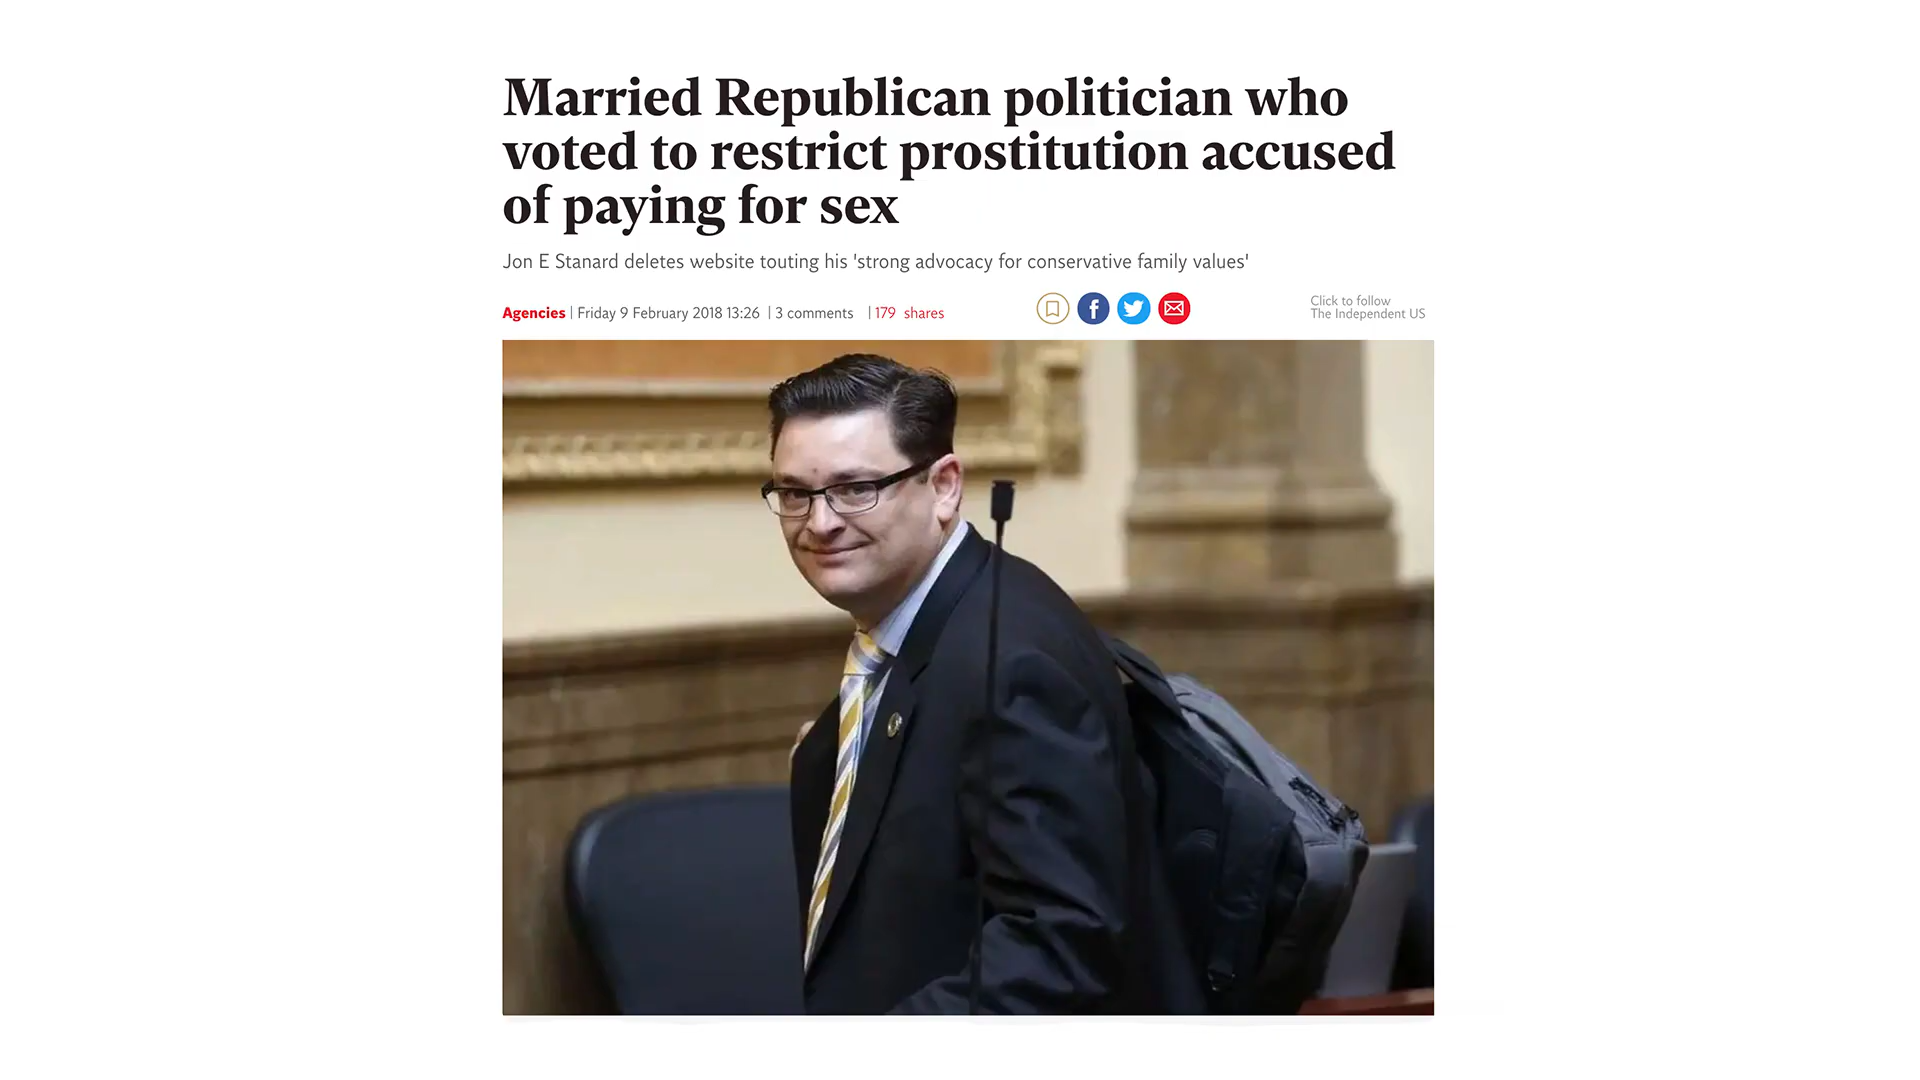 Married Republican politician who
voted to restrict prostitution accused
of paying for sex
Jon E Stanard deletes website touting his 'strong advocacy for conservative family values'
Agencies | Friday 9 February 2018 13:26 | 3 comments | 179 shares
Click to follow
The Independent US